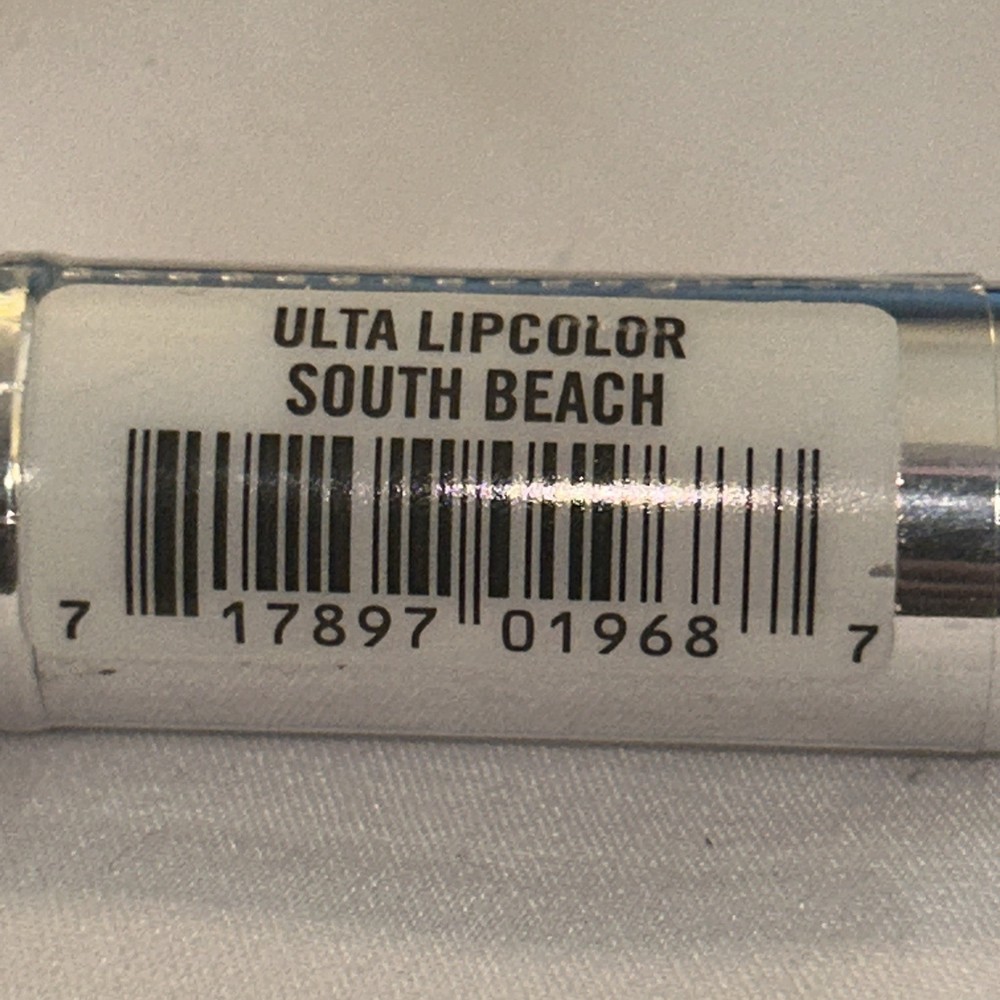 ULTA LIPCOLOR
SOUTH BEACH
7 17897 01968 7